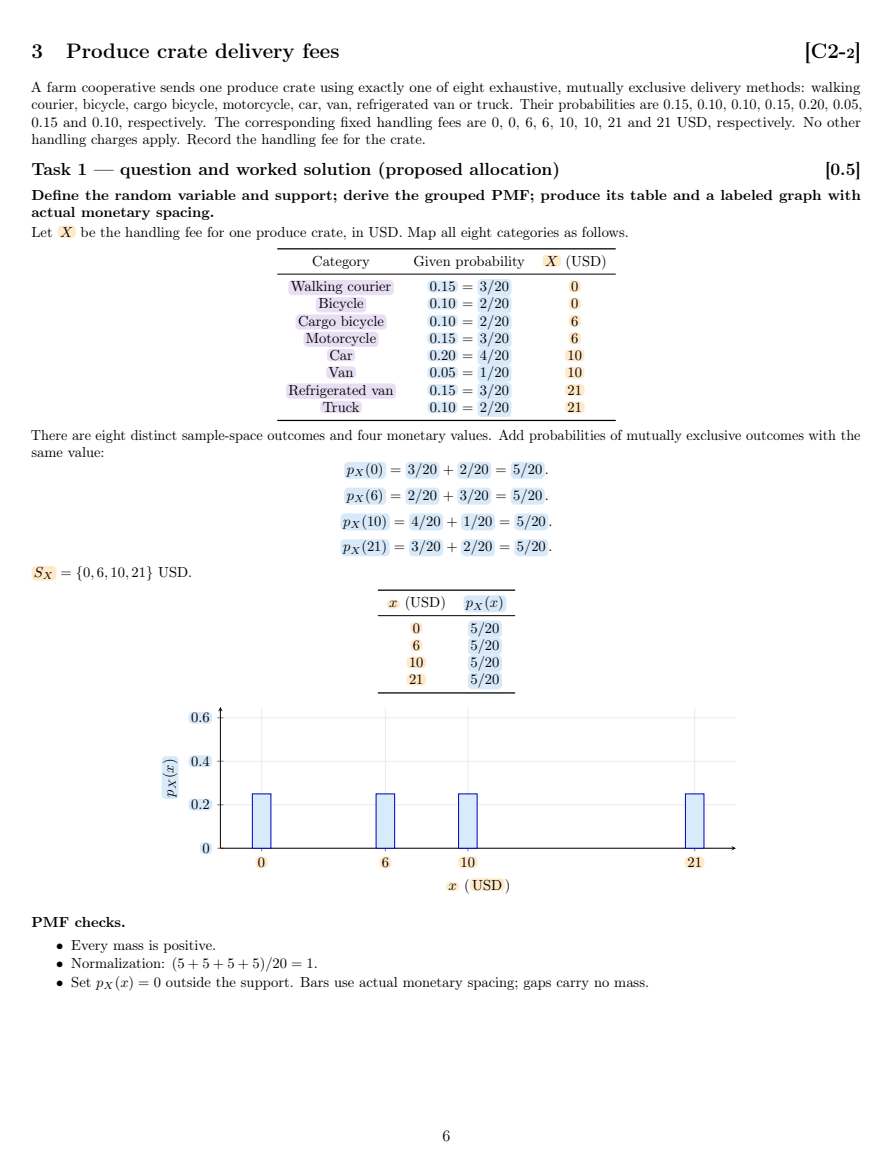 3 Produce crate delivery fees [C2-2]
A farm cooperative sends one produce crate using exactly one of eight exhaustive, mutually exclusive delivery methods: walking
courier, bicycle, cargo bicycle, motorcycle, car, van, refrigerated van or truck. Their probabilities are 0.15, 0.10, 0.10, 0.15, 0.20, 0.05,
0.15 and 0.10, respectively. The corresponding fixed handling fees are 0, 0, 6, 6, 10, 10, 21 and 21 USD, respectively. No other
handling charges apply. Record the handling fee for the crate.
Task 1 — question and worked solution (proposed allocation) [0.5]
Define the random variable and support; derive the grouped PMF; produce its table and a labeled graph with
actual monetary spacing.
Let X be the handling fee for one produce crate, in USD. Map all eight categories as follows.
Category Given probability X (USD)
Walking courier 0.15 = 3/20 0
Bicycle 0.10 = 2/20 0
Cargo bicycle 0.10 = 2/20 6
Motorcycle 0.15 = 3/20 6
Car 0.20 = 4/20 10
Van 0.05 = 1/20 10
Refrigerated van 0.15 = 3/20 21
Truck 0.10 = 2/20 21
There are eight distinct sample-space outcomes and four monetary values. Add probabilities of mutually exclusive outcomes with the
same value:
pX(0) = 3/20 + 2/20 = 5/20.
pX(6) = 2/20 + 3/20 = 5/20.
pX(10) = 4/20 + 1/20 = 5/20.
pX(21) = 3/20 + 2/20 = 5/20.
SX = {0, 6, 10, 21} USD.
x (USD) pX(x)
0 5/20
6 5/20
10 5/20
21 5/20
0.6
0.4
0.2
0
pX(x)
0 6 10 21
x (USD)
PMF checks.
• Every mass is positive.
• Normalization: (5 + 5 + 5 + 5)/20 = 1.
• Set pX(x) = 0 outside the support. Bars use actual monetary spacing; gaps carry no mass.
6